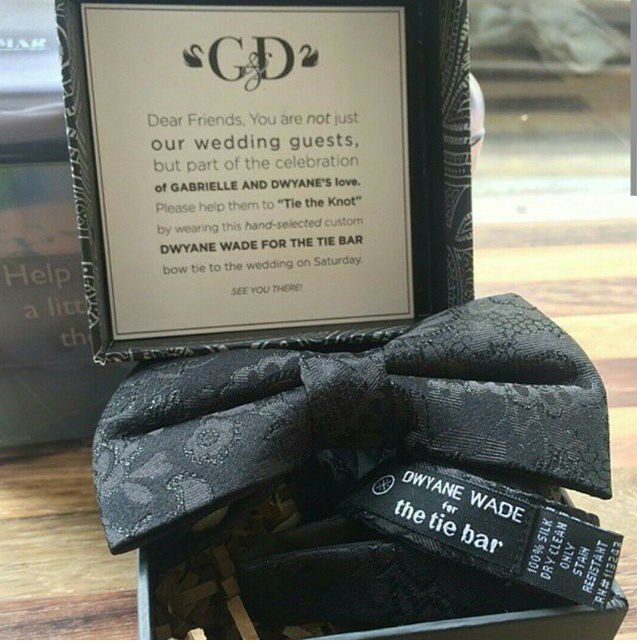 G&D
Dear Friends, You are not just
our wedding guests,
but part of the celebration
of GABRIELLE AND DWYANE'S love.
Please help them to "Tie the Knot"
by wearing this hand-selected custom
DWYANE WADE FOR THE TIE BAR
bow tie to the wedding on Saturday.
SEE YOU THERE!
MAR
Help
a litt
th
DWYANE WADE
for
the tie bar
100% SILK
DRY CLEAN
ONLY
STAIN
RESISTANT